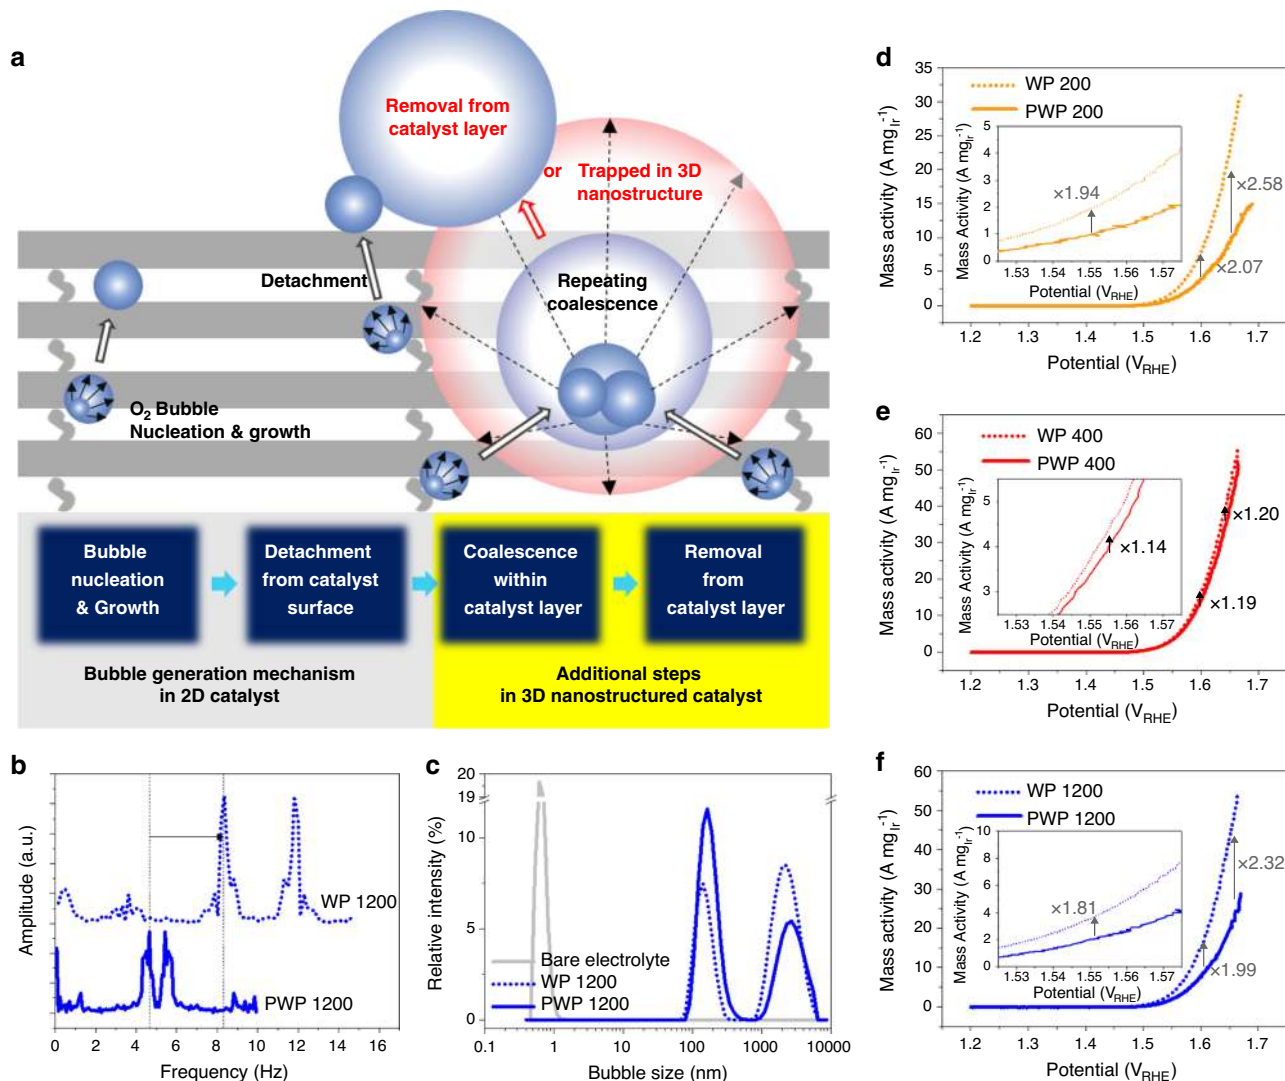 a
Removal from
catalyst layer
or Trapped in 3D
nanostructure
Detachment
Repeating
coalescence
O2 Bubble
Nucleation & growth
Bubble
nucleation
& Growth
Detachment
from catalyst
surface
Coalescence
within
catalyst layer
Removal
from
catalyst layer
Bubble generation mechanism
in 2D catalyst
Additional steps
in 3D nanostructured catalyst
b
Amplitude (a.u.)
WP 1200
PWP 1200
0 2 4 6 8 10 12 14 16
Frequency (Hz)
c
Relative intensity (%)
20
19
10
5
0
Bare electrolyte
WP 1200
PWP 1200
0.1 1 10 100 1000 10000
Bubble size (nm)
d
Mass activity (A mgIr-1)
35
30
25
20
15
10
5
0
WP 200
PWP 200
Mass Activity (A mgIr-1)
5
4
3
2
1
0
×1.94
1.53 1.54 1.55 1.56 1.57
Potential (VRHE)
×2.58
×2.07
1.2 1.3 1.4 1.5 1.6 1.7
Potential (VRHE)
e
Mass activity (A mgIr-1)
60
50
40
30
20
10
0
WP 400
PWP 400
Mass Activity (A mgIr-1)
5
4
3
×1.14
1.53 1.54 1.55 1.56 1.57
Potential (VRHE)
×1.20
×1.19
1.2 1.3 1.4 1.5 1.6 1.7
Potential (VRHE)
f
Mass activity (A mgIr-1)
60
50
40
30
20
10
0
WP 1200
PWP 1200
Mass Activity (A mgIr-1)
10
8
6
4
2
0
×1.81
1.53 1.54 1.55 1.56 1.57
Potential (VRHE)
×2.32
×1.99
1.2 1.3 1.4 1.5 1.6 1.7
Potential (VRHE)